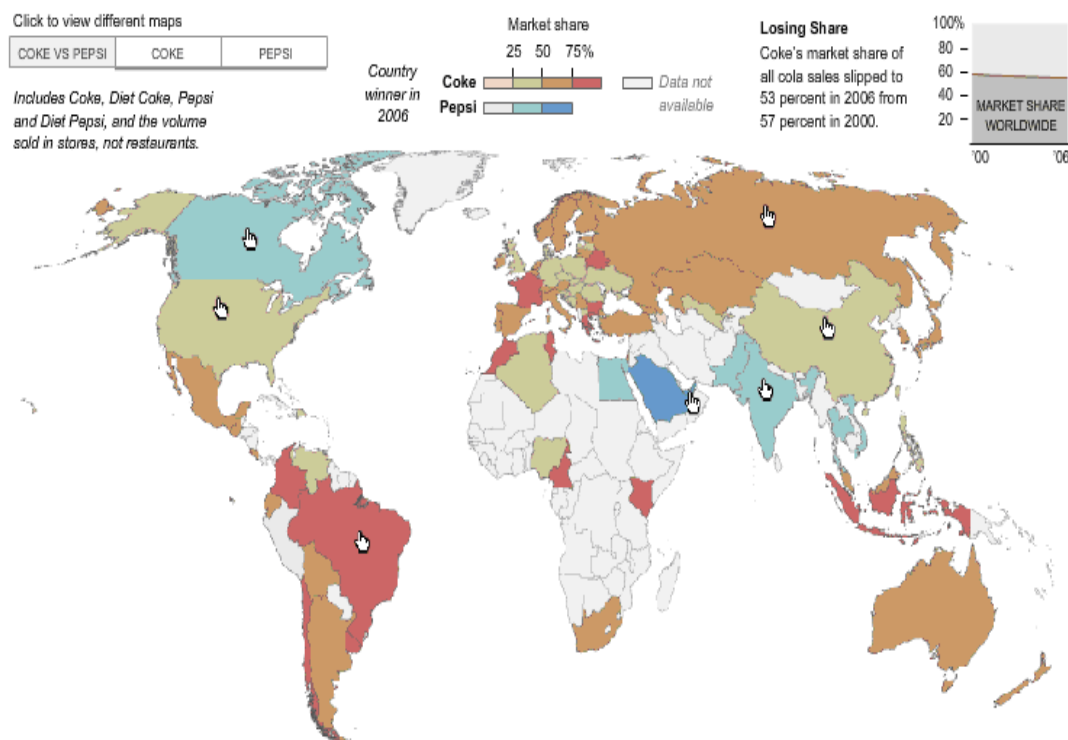 Click to view different maps
COKE VS PEPSI COKE PEPSI
Includes Coke, Diet Coke, Pepsi
and Diet Pepsi, and the volume
sold in stores, not restaurants.
Country
winner in
2006
Market share
25 50 75%
Coke
Pepsi
Data not
available
Losing Share
Coke's market share of
all cola sales slipped to
53 percent in 2006 from
57 percent in 2000.
100%
80
60
40
20
MARKET SHARE
WORLDWIDE
'00 '06